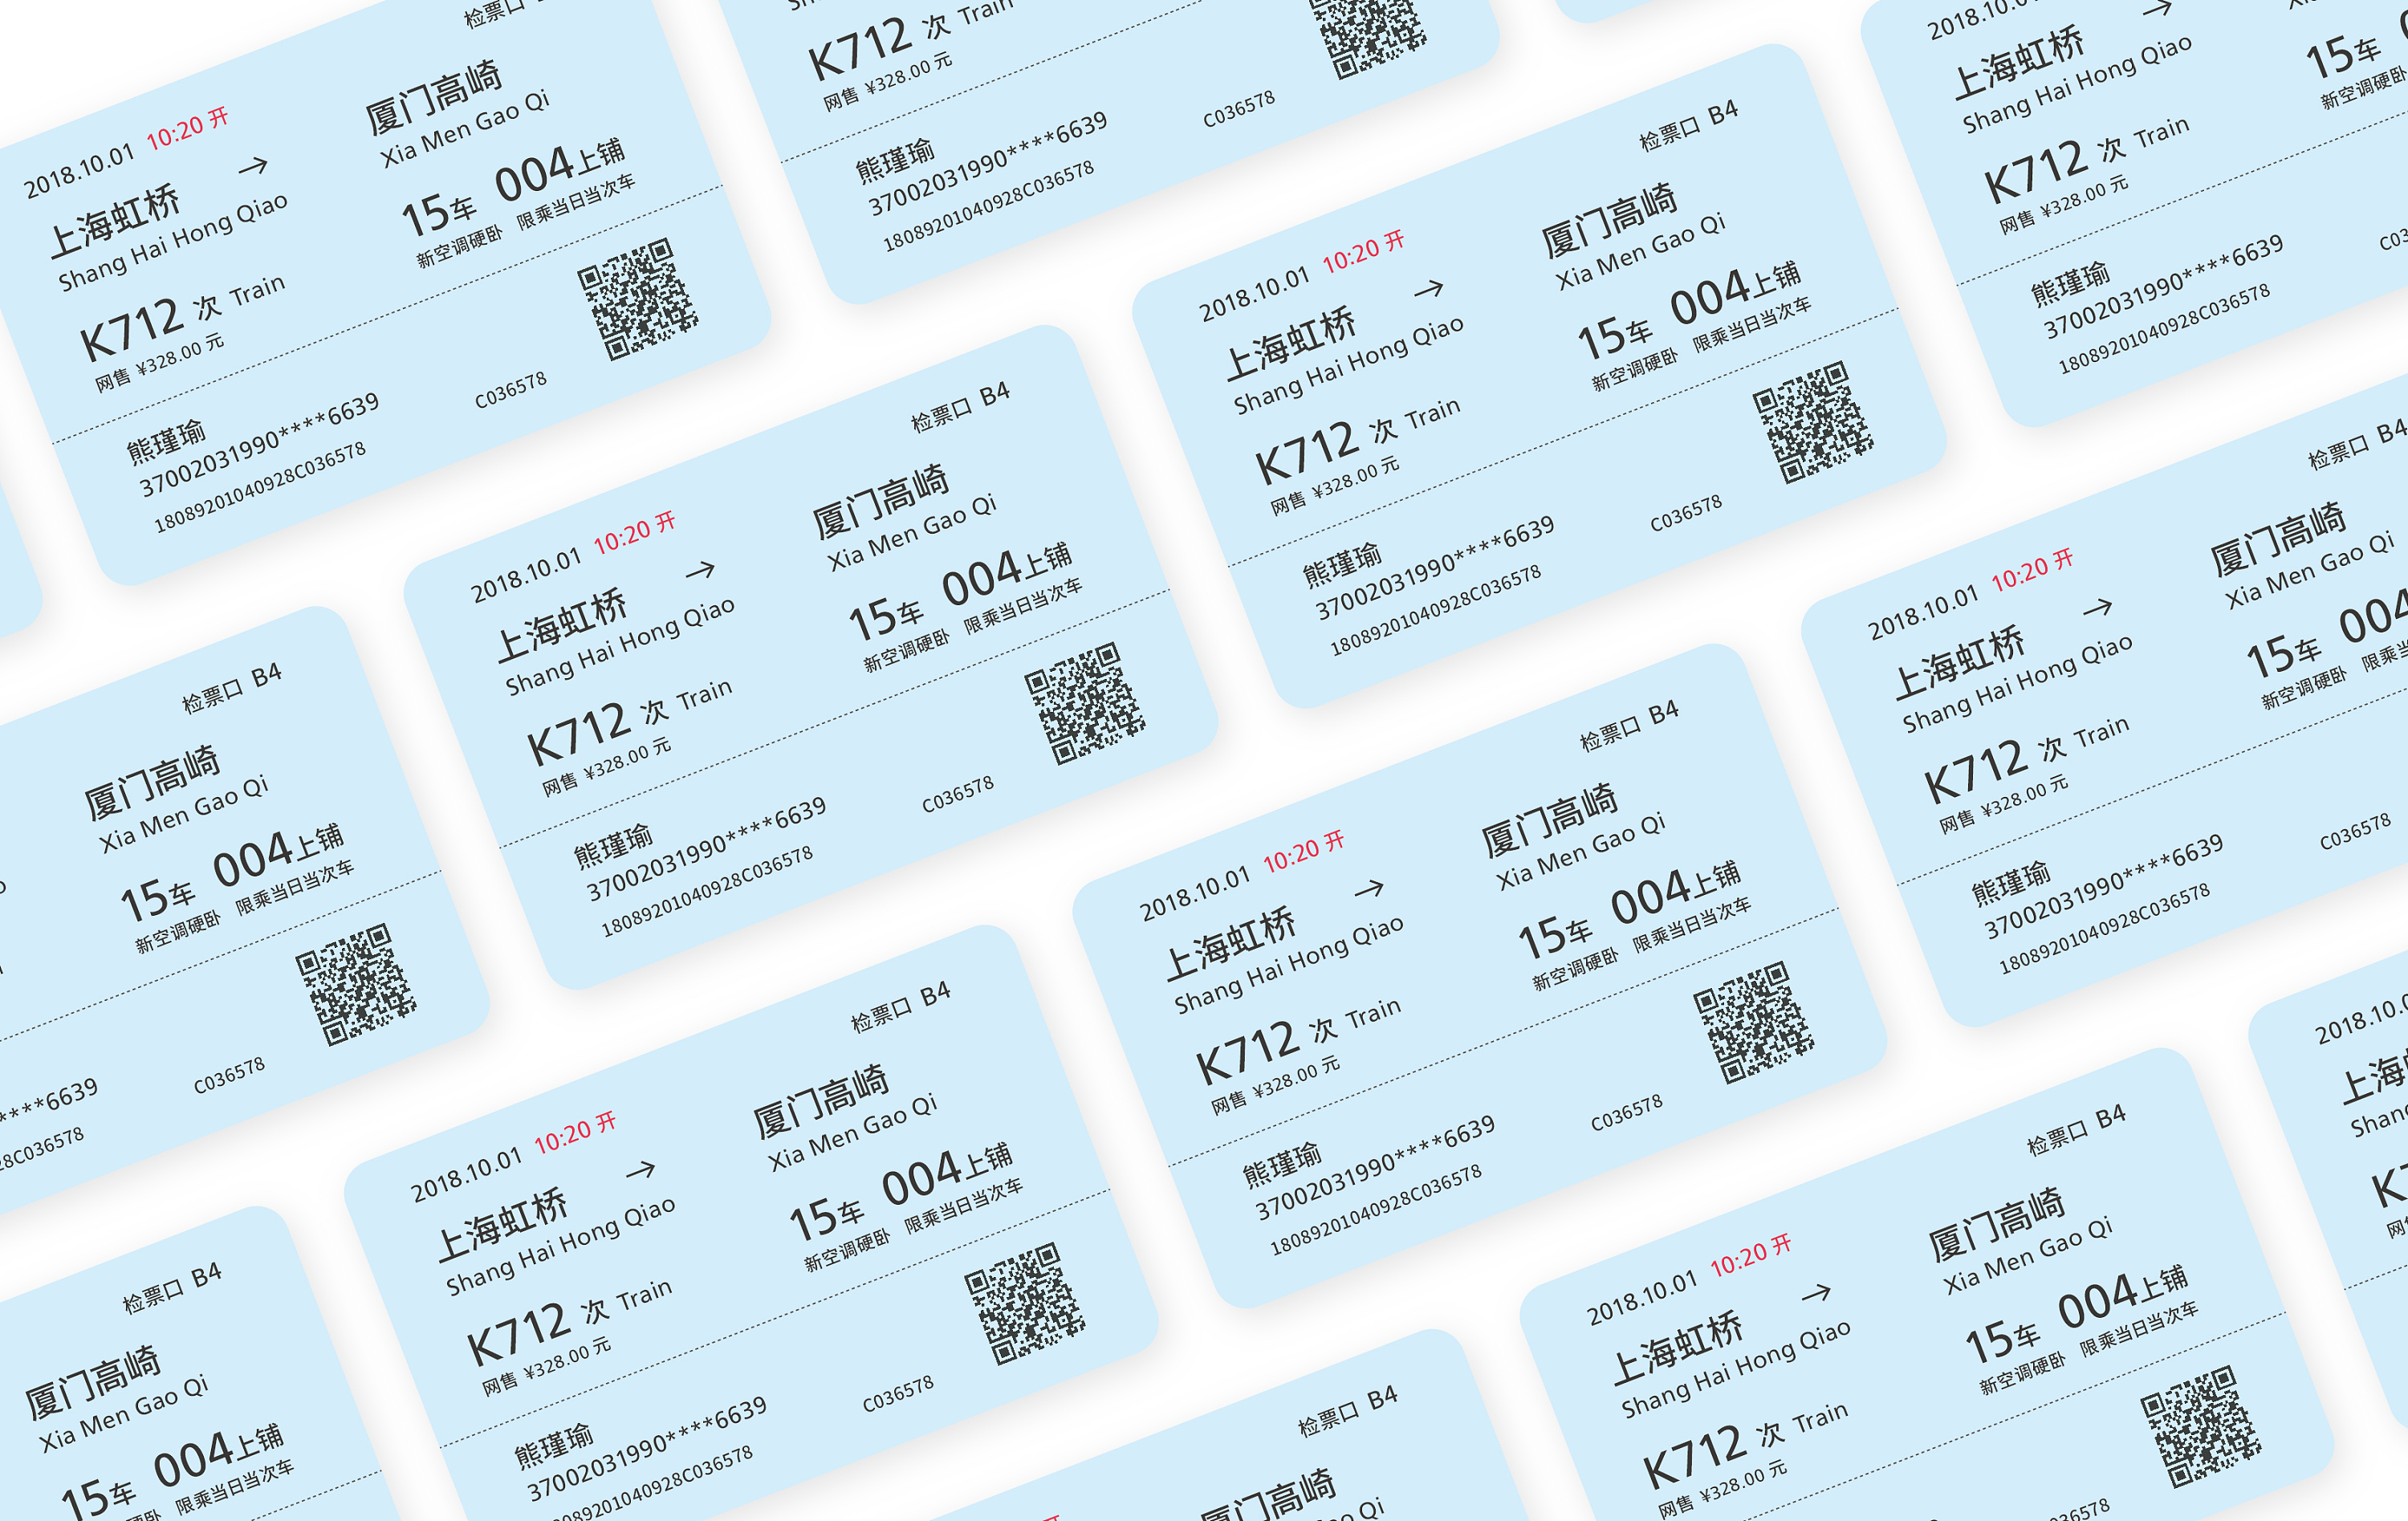 检票口 B4
2018.10.01 10:20 开
上海虹桥 → 厦门高崎
Shang Hai Hong Qiao Xia Men Gao Qi
K712 次 Train 15车 004上铺
网售 ¥328.00 元 新空调硬卧 限乘当日当次车
熊瑾瑜
37002031990****6639
18089201040928C036578
C036578